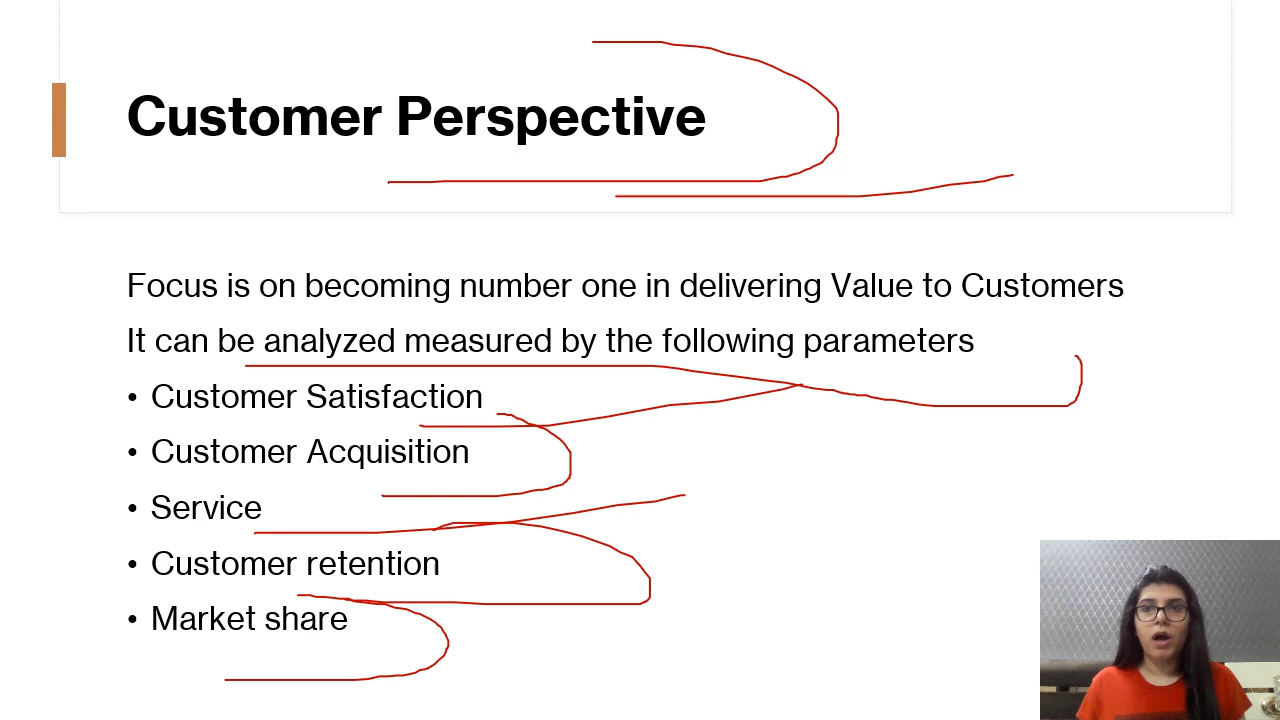 Customer Perspective
Focus is on becoming number one in delivering Value to Customers
It can be analyzed measured by the following parameters
• Customer Satisfaction
• Customer Acquisition
• Service
• Customer retention
• Market share